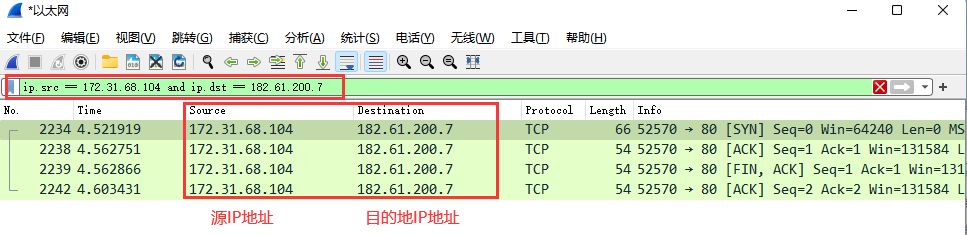 *以太网
文件(F) 编辑(E) 视图(V) 跳转(G) 捕获(C) 分析(A) 统计(S) 电话(Y) 无线(W) 工具(T) 帮助(H)
ip.src == 172.31.68.104 and ip.dst == 182.61.200.7
No. Time Source Destination Protocol Length Info
2234 4.521919 172.31.68.104 182.61.200.7 TCP 66 52570 → 80 [SYN] Seq=0 Win=64240 Len=0 MS
2238 4.562751 172.31.68.104 182.61.200.7 TCP 54 52570 → 80 [ACK] Seq=1 Ack=1 Win=131584 L
2239 4.562866 172.31.68.104 182.61.200.7 TCP 54 52570 → 80 [FIN, ACK] Seq=1 Ack=1 Win=131
2242 4.603431 172.31.68.104 182.61.200.7 TCP 54 52570 → 80 [ACK] Seq=2 Ack=2 Win=131584 L
源IP地址 目的地IP地址